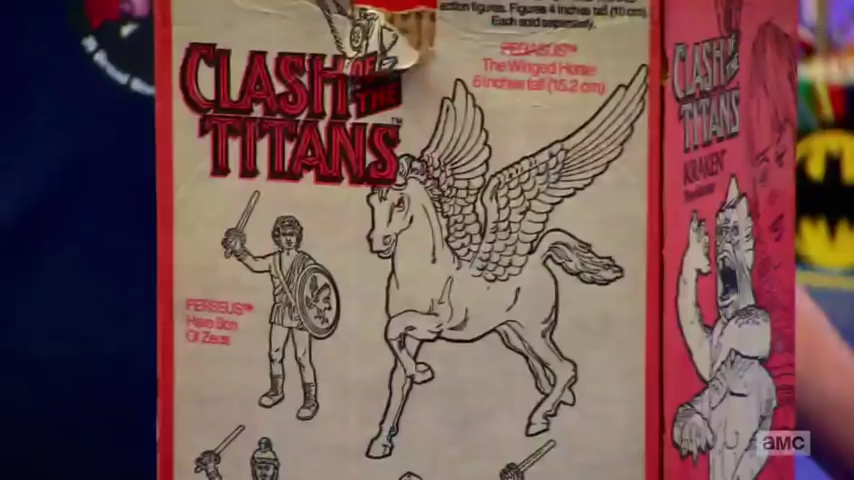 action figures. Figures 4 inches tall (10 cm).
Each sold separately.
PEGASUS™
The Winged Horse
6 inches tall (15.2 cm)
CLASH OF THE TITANS™
PERSEUS™
Hero Son
Of Zeus
CLASH OF THE TITANS
KRAKEN
amc